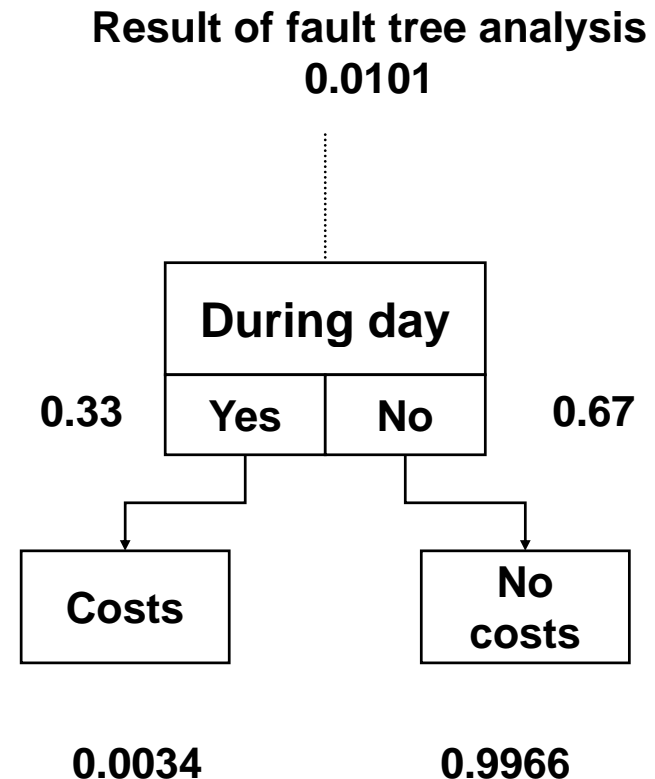 Result of fault tree analysis
0.0101
During day
0.33 Yes No 0.67
Costs
No
costs
0.0034 0.9966